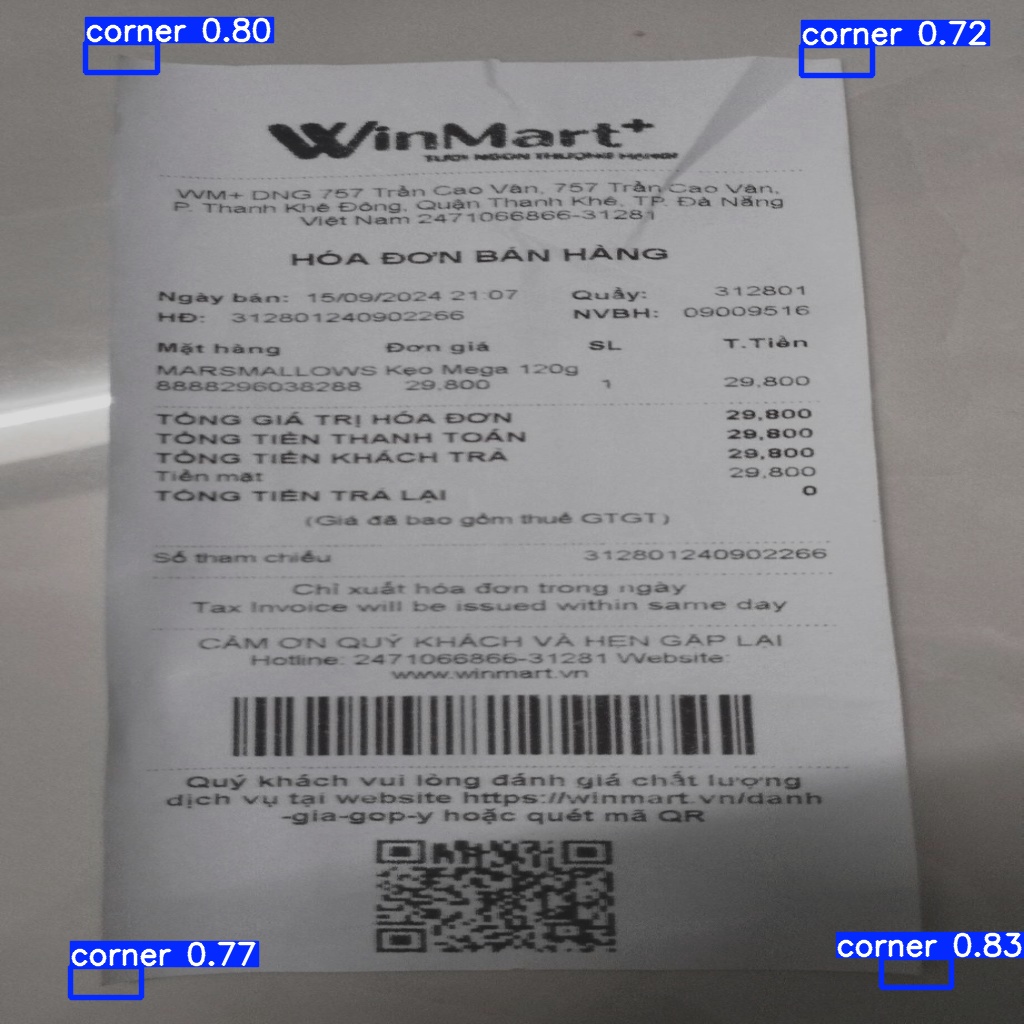 corner 0.80
corner 0.72
WinMart+
TƯƠI NGON THƯỢNG HẠNG!
WM+ DNG 757 Trần Cao Vân, 757 Trần Cao Vân,
P. Thanh Khê Đông, Quận Thanh Khê, TP. Đà Nẵng
Việt Nam 2471066866-31281
HÓA ĐƠN BÁN HÀNG
Ngày bán: 15/09/2024 21:07 Quầy: 312801
HĐ: 312801240902266 NVBH: 09009516
Mặt hàng Đơn giá SL T.Tiền
MARSMALLOWS Kẹo Mega 120g
8888296038288 29,800 1 29,800
TỔNG GIÁ TRỊ HÓA ĐƠN 29,800
TỔNG TIỀN THANH TOÁN 29,800
TỔNG TIỀN KHÁCH TRẢ 29,800
Tiền mặt 29,800
TỔNG TIỀN TRẢ LẠI 0
(Giá đã bao gồm thuế GTGT)
Số tham chiếu 312801240902266
Chỉ xuất hóa đơn trong ngày
Tax Invoice will be issued within same day
CẢM ƠN QUÝ KHÁCH VÀ HẸN GẶP LẠI
Hotline: 2471066866-31281 Website:
www.winmart.vn
Quý khách vui lòng đánh giá chất lượng
dịch vụ tại website https://winmart.vn/danh
-gia-gop-y hoặc quét mã QR
corner 0.77
corner 0.83